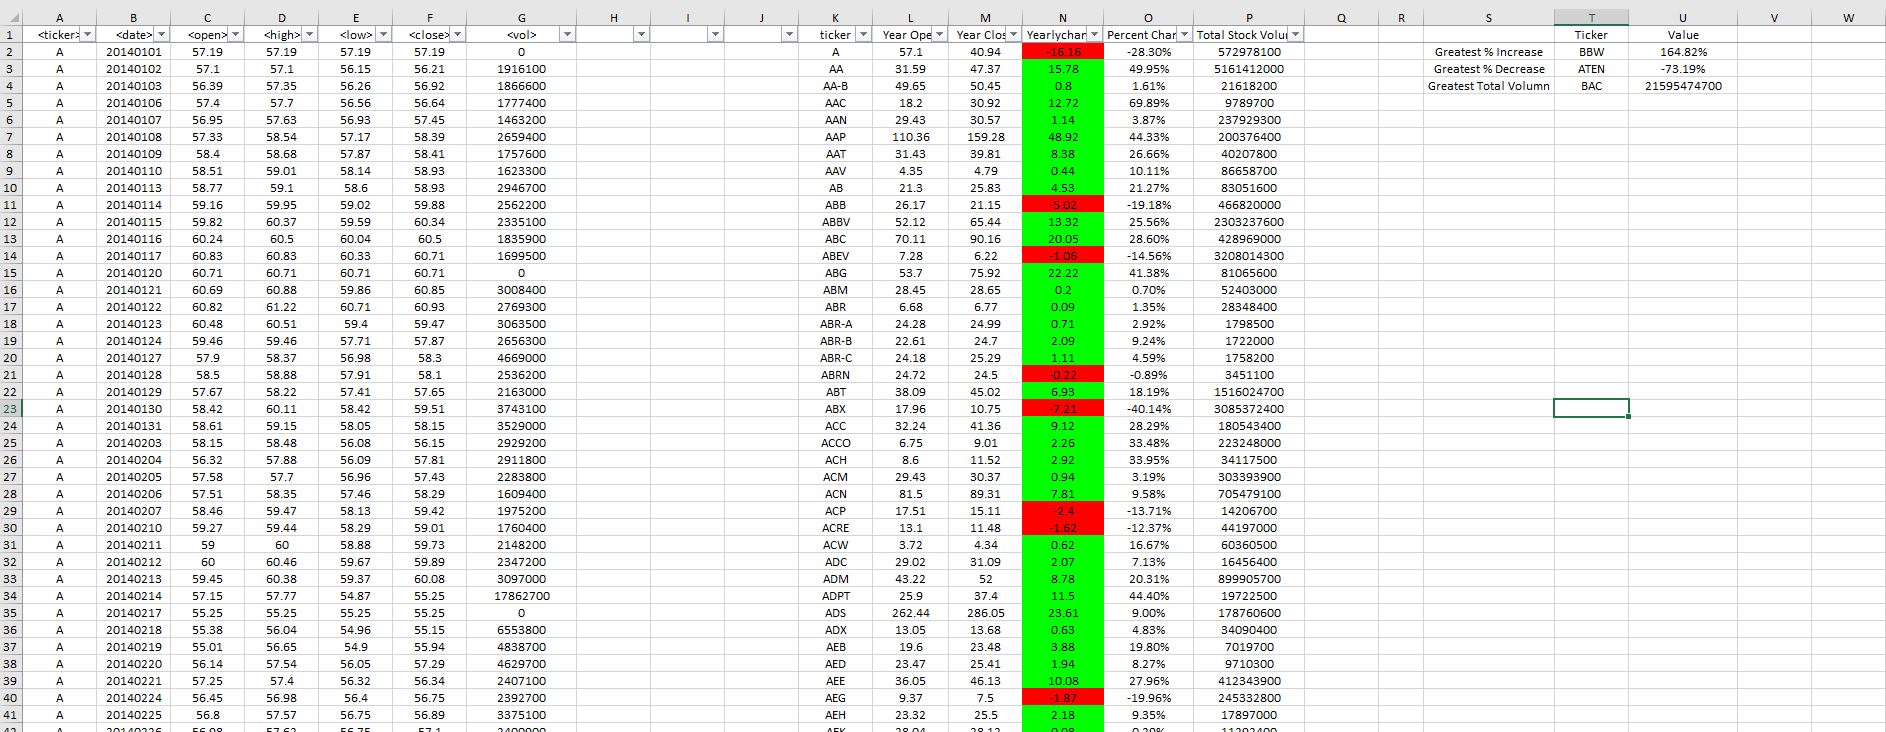 A B C D E F G H I J K L M N O P Q R S T U V W
1 <ticker> <date> <open> <high> <low> <close> <vol> ticker Year Ope Year Clos Yearlychar Percent Char Total Stock Volu Ticker Value
2 A 20140101 57.19 57.19 57.19 57.19 0 A 57.1 40.94 -16.16 -28.30% 572978100 Greatest % Increase BBW 164.82%
3 A 20140102 57.1 57.1 56.15 56.21 1916100 AA 31.59 47.37 15.78 49.95% 5161412000 Greatest % Decrease ATEN -73.19%
4 A 20140103 56.39 57.35 56.26 56.92 1866600 AA-B 49.65 50.45 0.8 1.61% 21618200 Greatest Total Volumn BAC 21595474700
5 A 20140106 57.4 57.7 56.56 56.64 1777400 AAC 18.2 30.92 12.72 69.89% 9789700
6 A 20140107 56.95 57.63 56.93 57.45 1463200 AAN 29.43 30.57 1.14 3.87% 237929300
7 A 20140108 57.33 58.54 57.17 58.39 2659400 AAP 110.36 159.28 48.92 44.33% 200376400
8 A 20140109 58.4 58.68 57.87 58.41 1757600 AAT 31.43 39.81 8.38 26.66% 40207800
9 A 20140110 58.51 59.01 58.14 58.93 1623300 AAV 4.35 4.79 0.44 10.11% 86658700
10 A 20140113 58.77 59.1 58.6 58.93 2946700 AB 21.3 25.83 4.53 21.27% 83051600
11 A 20140114 59.16 59.95 59.02 59.88 2562200 ABB 26.17 21.15 -5.02 -19.18% 466820000
12 A 20140115 59.82 60.37 59.59 60.34 2335100 ABBV 52.12 65.44 13.32 25.56% 2303237600
13 A 20140116 60.24 60.5 60.04 60.5 1835900 ABC 70.11 90.16 20.05 28.60% 428969000
14 A 20140117 60.83 60.83 60.33 60.71 1699500 ABEV 7.28 6.22 -1.06 -14.56% 3208014300
15 A 20140120 60.71 60.71 60.71 60.71 0 ABG 53.7 75.92 22.22 41.38% 81065600
16 A 20140121 60.69 60.88 59.86 60.85 3008400 ABM 28.45 28.65 0.2 0.70% 52403000
17 A 20140122 60.82 61.22 60.71 60.93 2769300 ABR 6.68 6.77 0.09 1.35% 28348400
18 A 20140123 60.48 60.51 59.4 59.47 3063500 ABR-A 24.28 24.99 0.71 2.92% 1798500
19 A 20140124 59.46 59.46 57.71 57.87 2656300 ABR-B 22.61 24.7 2.09 9.24% 1722000
20 A 20140127 57.9 58.37 56.98 58.3 4669000 ABR-C 24.18 25.29 1.11 4.59% 1758200
21 A 20140128 58.5 58.88 57.91 58.1 2536200 ABRN 24.72 24.5 -0.22 -0.89% 3451100
22 A 20140129 57.67 58.22 57.41 57.65 2163000 ABT 38.09 45.02 6.93 18.19% 1516024700
23 A 20140130 58.42 60.11 58.42 59.51 3743100 ABX 17.96 10.75 -7.21 -40.14% 3085372400
24 A 20140131 58.61 59.15 58.05 58.15 3529000 ACC 32.24 41.36 9.12 28.29% 180543400
25 A 20140203 58.15 58.48 56.08 56.15 2929200 ACCO 6.75 9.01 2.26 33.48% 223248000
26 A 20140204 56.32 57.88 56.09 57.81 2911800 ACH 8.6 11.52 2.92 33.95% 34117500
27 A 20140205 57.58 57.7 56.96 57.43 2283800 ACM 29.43 30.37 0.94 3.19% 303393900
28 A 20140206 57.51 58.35 57.46 58.29 1609400 ACN 81.5 89.31 7.81 9.58% 705479100
29 A 20140207 58.46 59.47 58.13 59.42 1975200 ACP 17.51 15.11 -2.4 -13.71% 14206700
30 A 20140210 59.27 59.44 58.29 59.01 1760400 ACRE 13.1 11.48 -1.62 -12.37% 44197000
31 A 20140211 59 60 58.88 59.73 2148200 ACW 3.72 4.34 0.62 16.67% 60360500
32 A 20140212 60 60.46 59.67 59.89 2347200 ADC 29.02 31.09 2.07 7.13% 16456400
33 A 20140213 59.45 60.38 59.37 60.08 3097000 ADM 43.22 52 8.78 20.31% 899905700
34 A 20140214 57.15 57.77 54.87 55.25 17862700 ADPT 25.9 37.4 11.5 44.40% 19722500
35 A 20140217 55.25 55.25 55.25 55.25 0 ADS 262.44 286.05 23.61 9.00% 178760600
36 A 20140218 55.38 56.04 54.96 55.15 6553800 ADX 13.05 13.68 0.63 4.83% 34090400
37 A 20140219 55.01 56.65 54.9 55.94 4838700 AEB 19.6 23.48 3.88 19.80% 7019700
38 A 20140220 56.14 57.54 56.05 57.29 4629700 AED 23.47 25.41 1.94 8.27% 9710300
39 A 20140221 57.25 57.4 56.32 56.34 2407100 AEE 36.05 46.13 10.08 27.96% 412343900
40 A 20140224 56.45 56.98 56.4 56.75 2392700 AEG 9.37 7.5 -1.87 -19.96% 245332800
41 A 20140225 56.8 57.57 56.75 56.89 3375100 AEH 23.32 25.5 2.18 9.35% 17897000